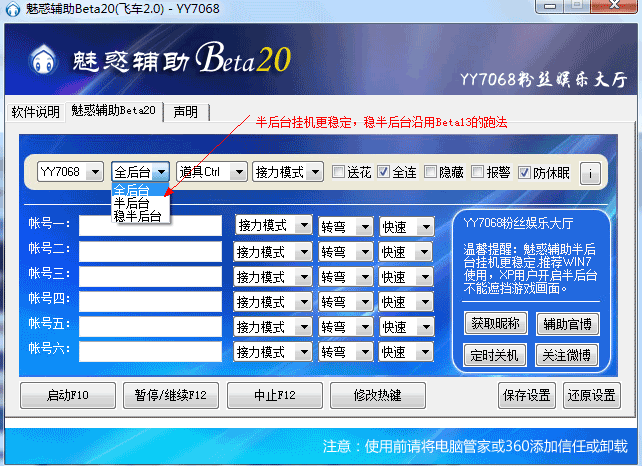 魅惑辅助Beta20(飞车2.0) - YY7068
魅惑辅助Beta20
YY7068粉丝娱乐大厅
软件说明 魅惑辅助Beta20 声明
半后台挂机更稳定，稳半后台沿用Beta13的跑法
YY7068 全后台 道具Ctrl 接力模式 送花 全连 隐藏 报警 防休眠 i
全后台
半后台
稳半后台
帐号一： 接力模式 转弯 快速
帐号二： 接力模式 转弯 快速
帐号三： 接力模式 转弯 快速
帐号四： 接力模式 转弯 快速
帐号五： 接力模式 转弯 快速
帐号六： 接力模式 转弯 快速
YY7068粉丝娱乐大厅
温馨提醒：魅惑辅助半后
台挂机更稳定.推荐WIN7
使用，XP用户开启半后台
不能遮挡游戏画面。
获取昵称 辅助官博
定时关机 关注微博
启动F10 暂停/继续F12 中止F12 修改热键 保存设置 还原设置
注意：使用前请将电脑管家或360添加信任或卸载